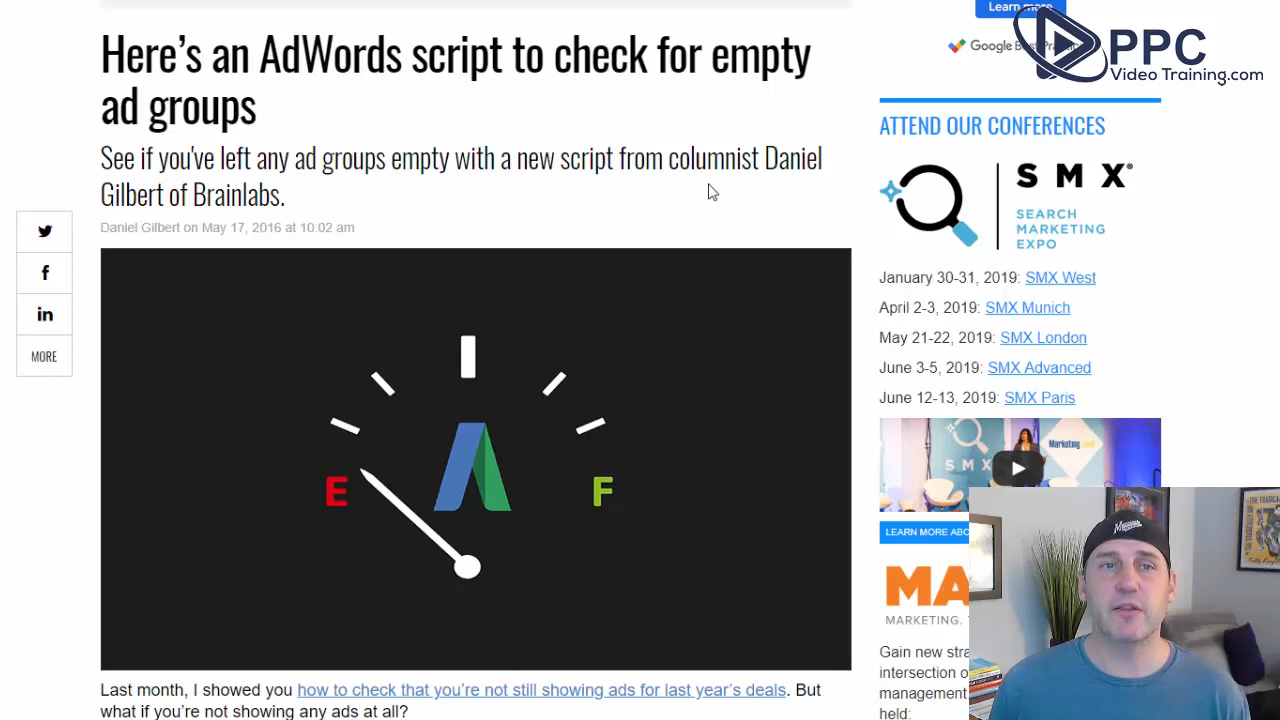 Learn more
Google
PPC
Video Training.com
Here's an AdWords script to check for empty
ad groups
See if you've left any ad groups empty with a new script from columnist Daniel
Gilbert of Brainlabs.
Daniel Gilbert on May 17, 2016 at 10:02 am
MORE
E
F
Last month, I showed you how to check that you're not still showing ads for last year's deals. But
what if you're not showing any ads at all?
ATTEND OUR CONFERENCES
SMX®
SEARCH
MARKETING
EXPO
January 30-31, 2019: SMX West
April 2-3, 2019: SMX Munich
May 21-22, 2019: SMX London
June 3-5, 2019: SMX Advanced
June 12-13, 2019: SMX Paris
SMX
LEARN MORE
MA
MARKETING.
Gain new
intersection
management
held: